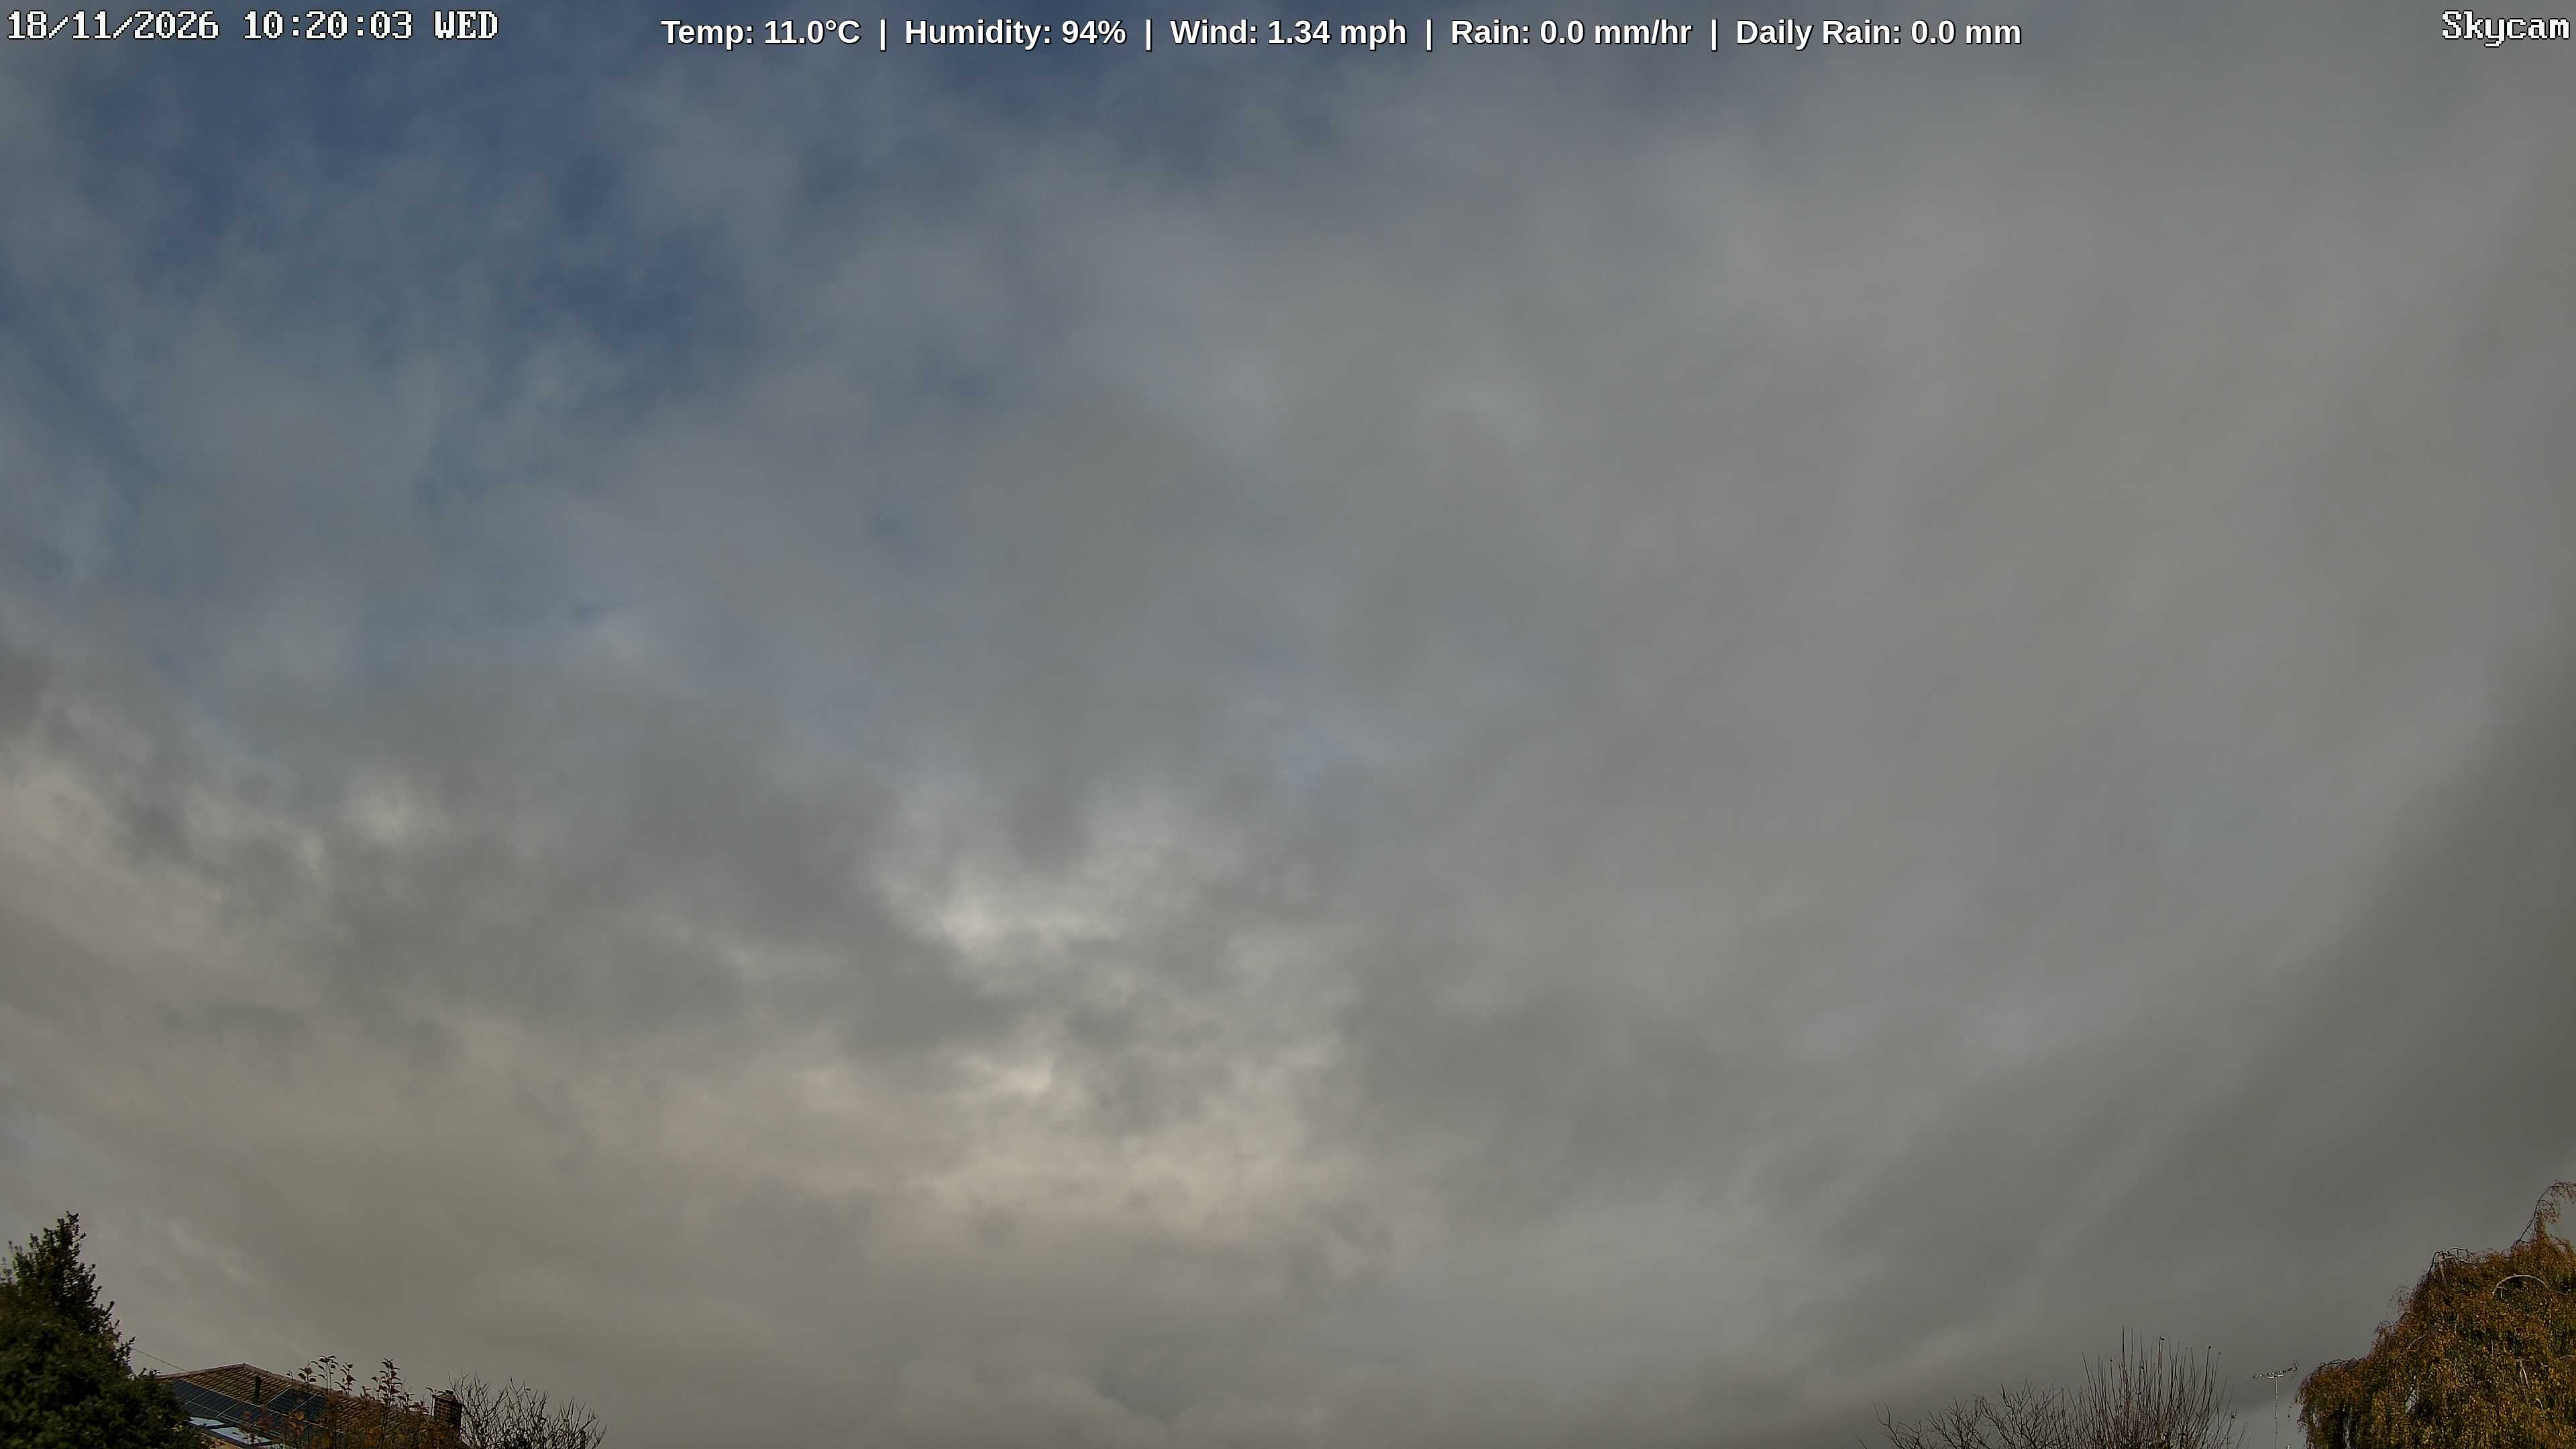 18/11/2026 10:20:03 WED
Temp: 11.0°C | Humidity: 94% | Wind: 1.34 mph | Rain: 0.0 mm/hr | Daily Rain: 0.0 mm
Skycam